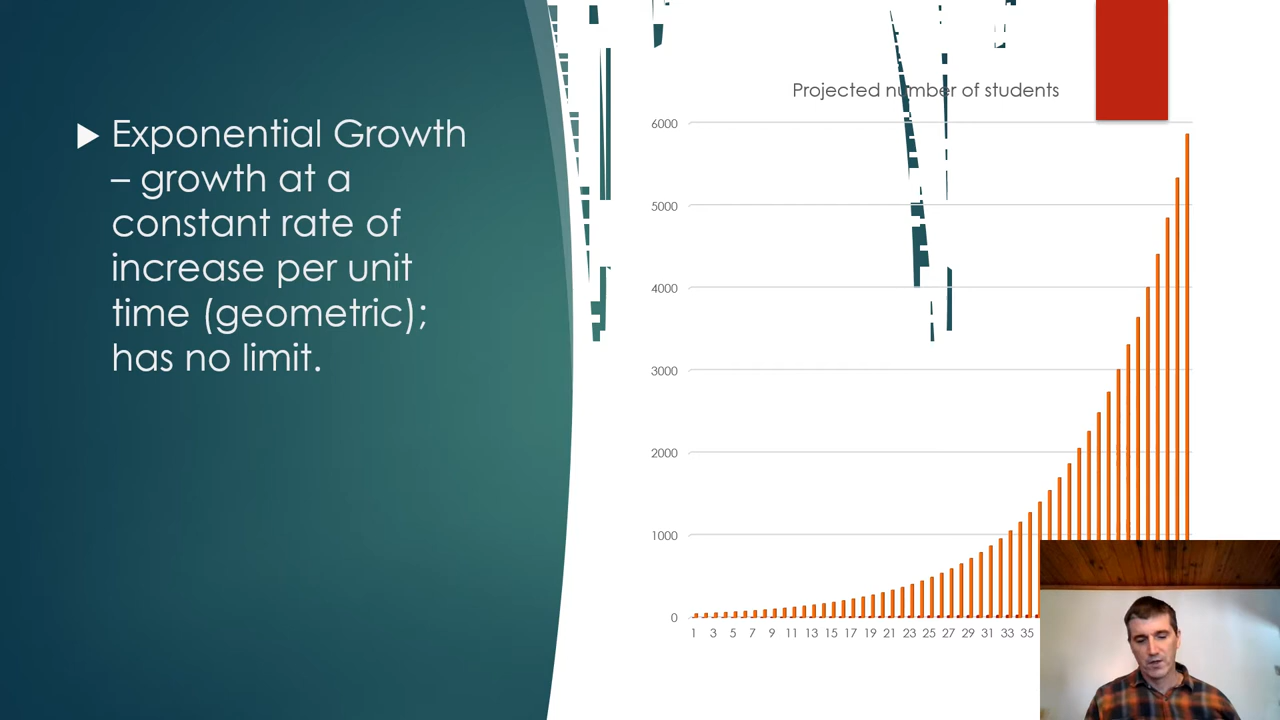 Exponential Growth
– growth at a
constant rate of
increase per unit
time (geometric);
has no limit.
Projected number of students
6000
5000
4000
3000
2000
1000
0
1 3 5 7 9 11 13 15 17 19 21 23 25 27 29 31 33 35